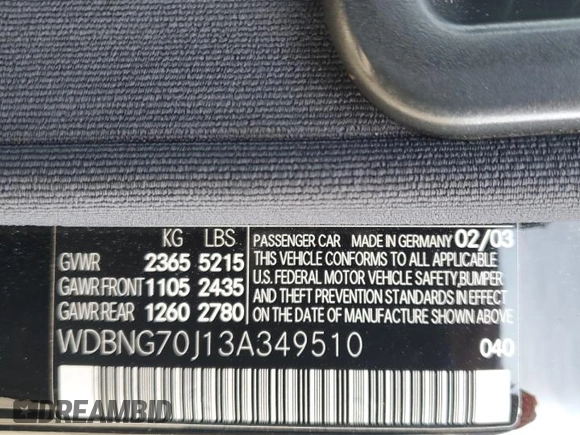 KG LBS PASSENGER CAR MADE IN GERMANY 02/03
GVWR 2365 5215 THIS VEHICLE CONFORMS TO ALL APPLICABLE
GAWR FRONT 1105 2435 U.S. FEDERAL MOTOR VEHICLE SAFETY, BUMPER
GAWR REAR 1260 2780 AND THEFT PREVENTION STANDARDS IN EFFECT
ON THE DATE OF MANUFACTURE SHOWN ABOVE.
WDBNG70J13A349510 040
DREAMBID